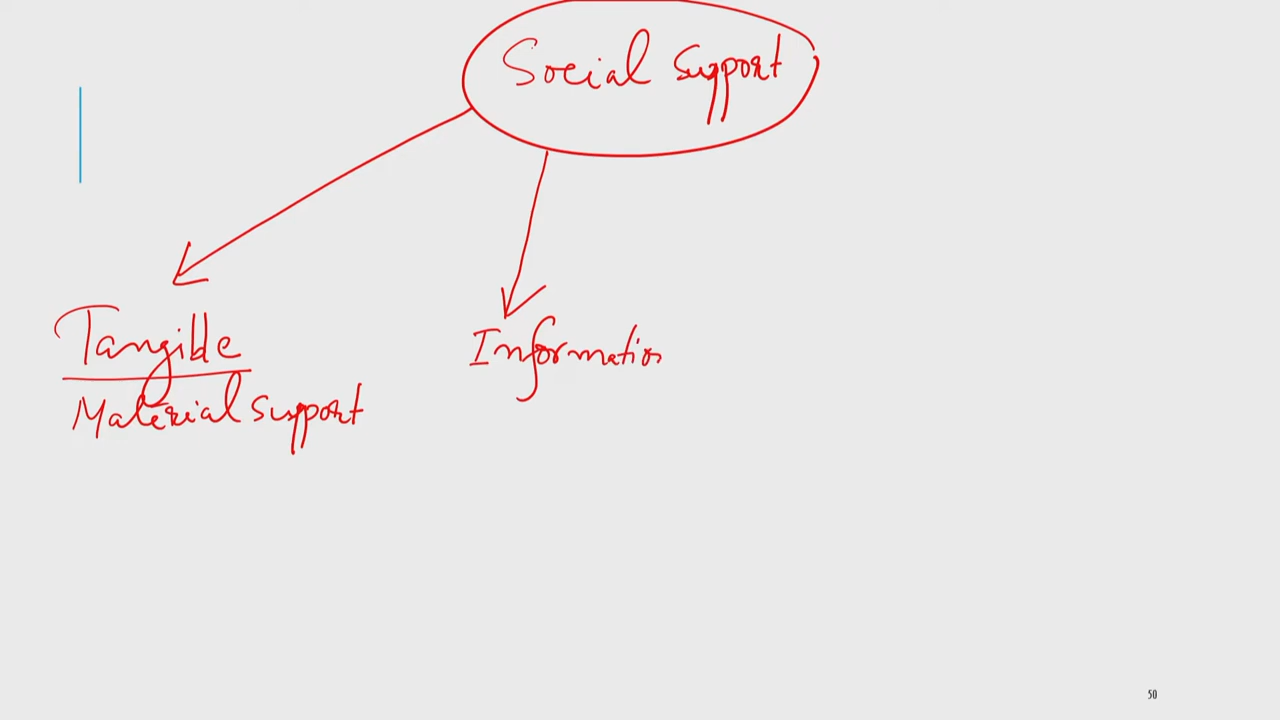 Social Support
Tangible
Information
Material Support
50